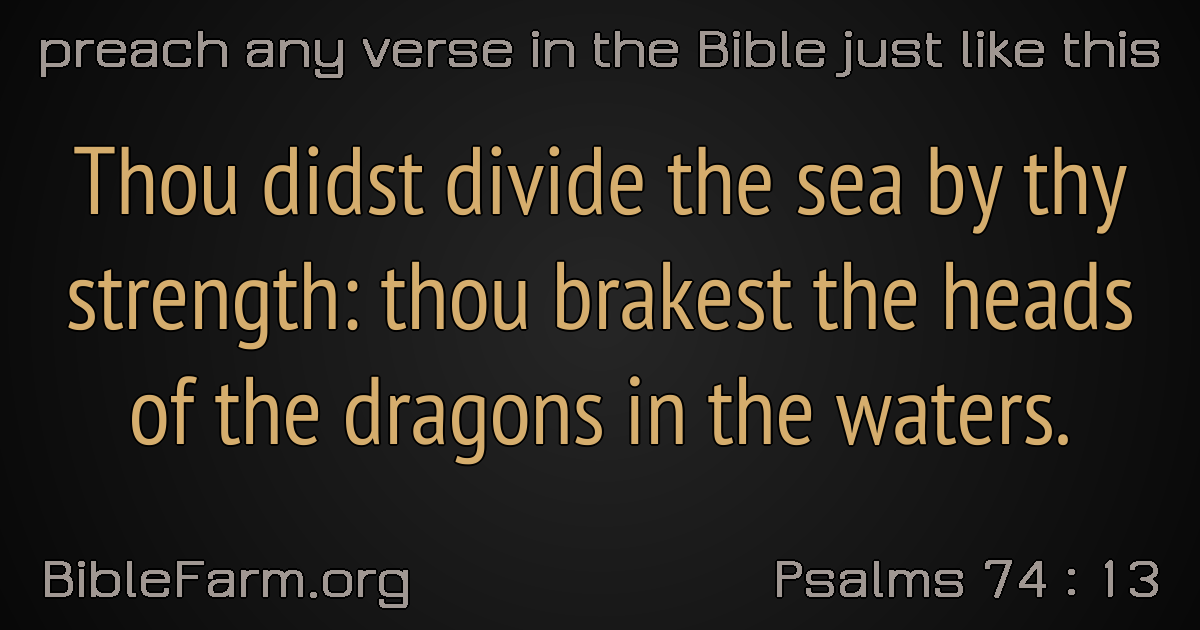 preach any verse in the Bible just like this
Thou didst divide the sea by thy
strength: thou brakest the heads
of the dragons in the waters.
BibleFarm.org
Psalms 74 : 13